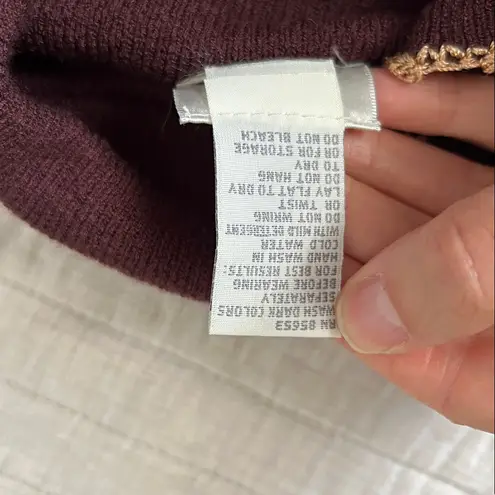 RN 85653
WASH DARK COLORS
SEPARATELY
BEFORE WEARING
FOR BEST RESULTS:
HAND WASH IN
COLD WATER
WITH MILD DETERGENT
DO NOT WRING
OR TWIST
LAY FLAT TO DRY
DO NOT HANG
TO DRY
OR FOR STORAGE
DO NOT BLEACH